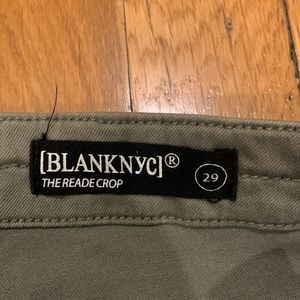 [BLANKNYC]®
THE READE CROP
29